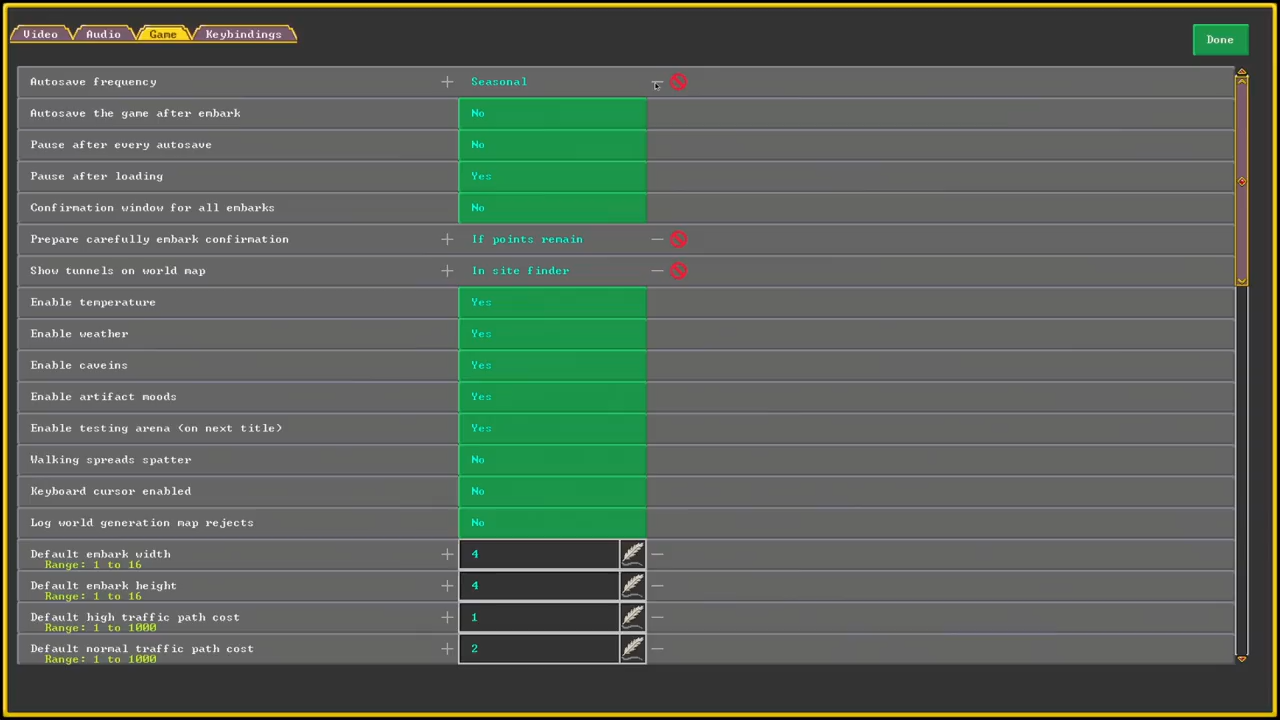 Video Audio Game Keybindings
Done
Autosave frequency Seasonal
Autosave the game after embark No
Pause after every autosave No
Pause after loading Yes
Confirmation window for all embarks No
Prepare carefully embark confirmation If points remain
Show tunnels on world map In site finder
Enable temperature Yes
Enable weather Yes
Enable caveins Yes
Enable artifact moods Yes
Enable testing arena (on next title) Yes
Walking spreads spatter No
Keyboard cursor enabled No
Log world generation map rejects No
Default embark width 4
Range: 1 to 16
Default embark height 4
Range: 1 to 16
Default high traffic path cost 1
Range: 1 to 1000
Default normal traffic path cost 2
Range: 1 to 1000